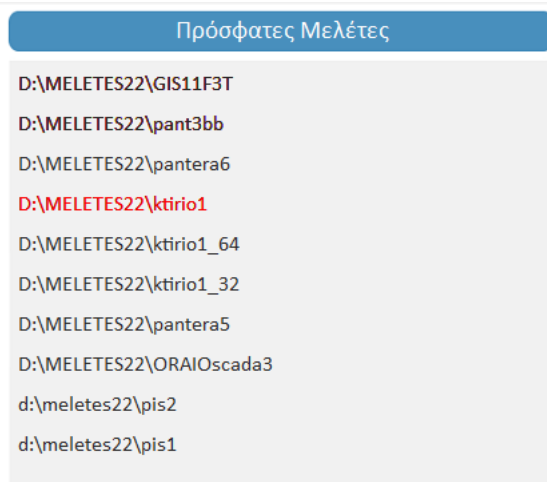 Πρόσφατες Μελέτες
D:\MELETES22\GIS11F3T
D:\MELETES22\pant3bb
D:\MELETES22\pantera6
D:\MELETES22\ktirio1
D:\MELETES22\ktirio1_64
D:\MELETES22\ktirio1_32
D:\MELETES22\pantera5
D:\MELETES22\ORAIOscada3
d:\meletes22\pis2
d:\meletes22\pis1